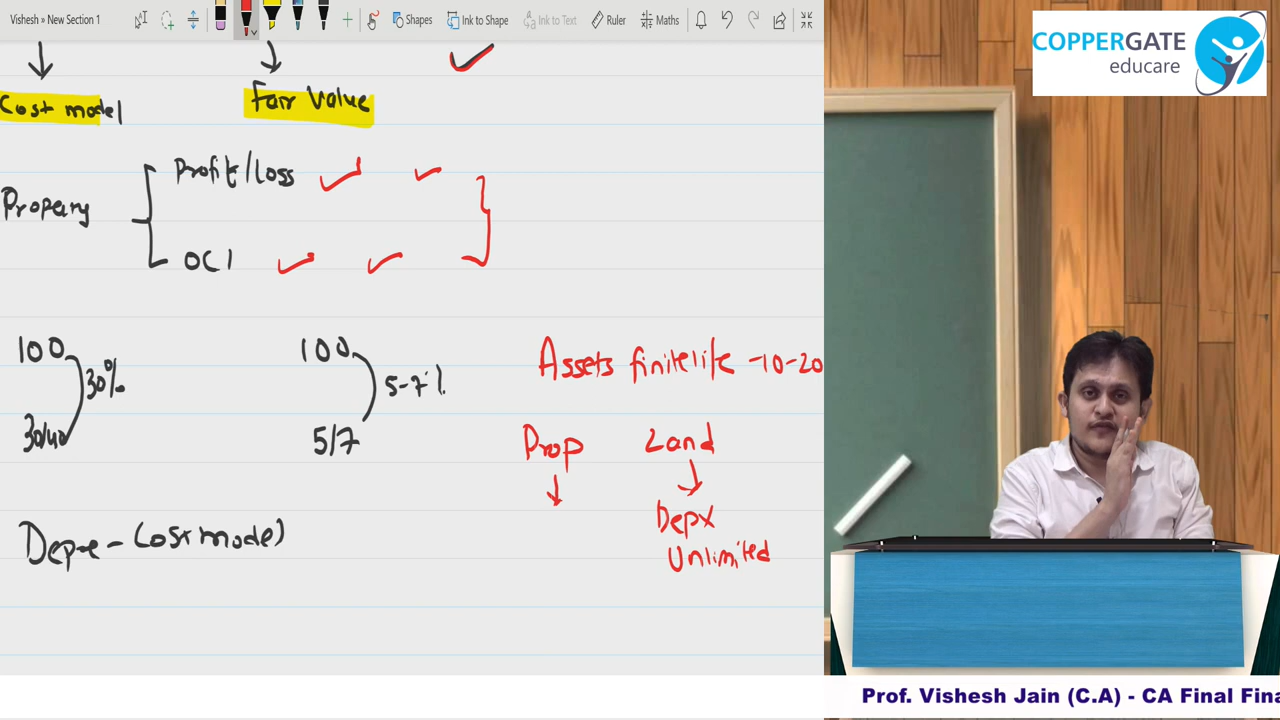 Vishesh » New Section 1
Shapes
Ink to Shape
Ink to Text
Ruler
Maths
COPPERGATE
educare
Cost model
Fair Value
Property
Profit/Loss
OCI
100
30%
30/40
100
5-7%
5/7
Assets finite life -10-20
Prop
Land
Dep x
Unlimited
Dep-e - Cost model
Prof. Vishesh Jain (C.A) - CA Final Fina